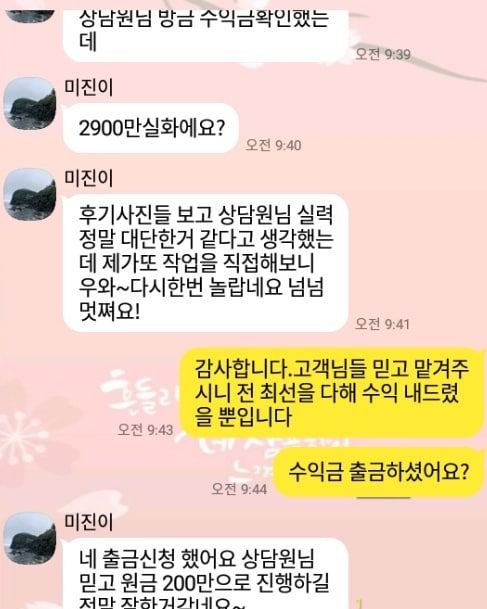 상담원님 방금 수익금확인했는
데
오전 9:39
미진이
2900만실화에요?
오전 9:40
미진이
후기사진들 보고 상담원님 실력
정말 대단한거 같다고 생각했는
데 제가또 작업을 직접해보니
우와~다시한번 놀랍네요 넘넘
멋쪄요!
오전 9:41
감사합니다.고객님들 믿고 맡겨주
시니 전 최선을 다해 수익 내드렸
을 뿐입니다
오전 9:43
흔들리
수익금 출금하셨어요?
오전 9:44
미진이
네 출금신청 했어요 상담원님
믿고 원금 200만으로 진행하길
정말 잘한거같네요~
1